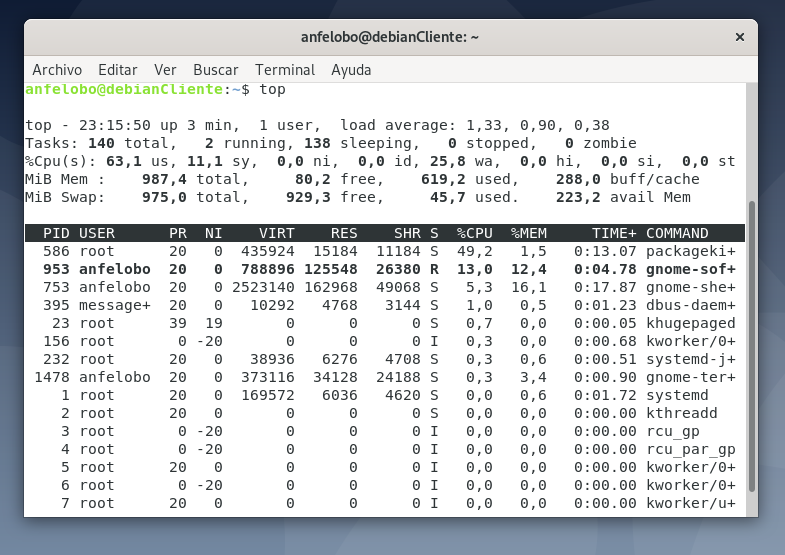 anfelobo@debianCliente: ~
Archivo Editar Ver Buscar Terminal Ayuda
anfelobo@debianCliente:~$ top
top - 23:15:50 up 3 min,  1 user,  load average: 1,33, 0,90, 0,38
Tasks: 140 total,   2 running, 138 sleeping,   0 stopped,   0 zombie
%Cpu(s): 63,1 us, 11,1 sy,  0,0 ni,  0,0 id, 25,8 wa,  0,0 hi,  0,0 si,  0,0 st
MiB Mem :    987,4 total,     80,2 free,    619,2 used,    288,0 buff/cache
MiB Swap:    975,0 total,    929,3 free,     45,7 used.    223,2 avail Mem
PID USER      PR  NI    VIRT    RES    SHR S  %CPU  %MEM     TIME+ COMMAND
586 root      20   0  435924  15184  11184 S  49,2   1,5   0:13.07 packageki+
953 anfelobo  20   0  788896 125548  26380 R  13,0  12,4   0:04.78 gnome-sof+
753 anfelobo  20   0 2523140 162968  49068 S   5,3  16,1   0:17.87 gnome-she+
395 message+  20   0   10292   4768   3144 S   1,0   0,5   0:01.23 dbus-daem+
23 root      39  19       0      0      0 S   0,7   0,0   0:00.05 khugepaged
156 root       0 -20       0      0      0 I   0,3   0,0   0:00.68 kworker/0+
232 root      20   0   38936   6276   4708 S   0,3   0,6   0:00.51 systemd-j+
1478 anfelobo  20   0  373116  34128  24188 S   0,3   3,4   0:00.90 gnome-ter+
1 root      20   0  169572   6036   4620 S   0,0   0,6   0:01.72 systemd
2 root      20   0       0      0      0 S   0,0   0,0   0:00.00 kthreadd
3 root       0 -20       0      0      0 I   0,0   0,0   0:00.00 rcu_gp
4 root       0 -20       0      0      0 I   0,0   0,0   0:00.00 rcu_par_gp
5 root      20   0       0      0      0 I   0,0   0,0   0:00.00 kworker/0+
6 root       0 -20       0      0      0 I   0,0   0,0   0:00.00 kworker/0+
7 root      20   0       0      0      0 I   0,0   0,0   0:00.00 kworker/u+